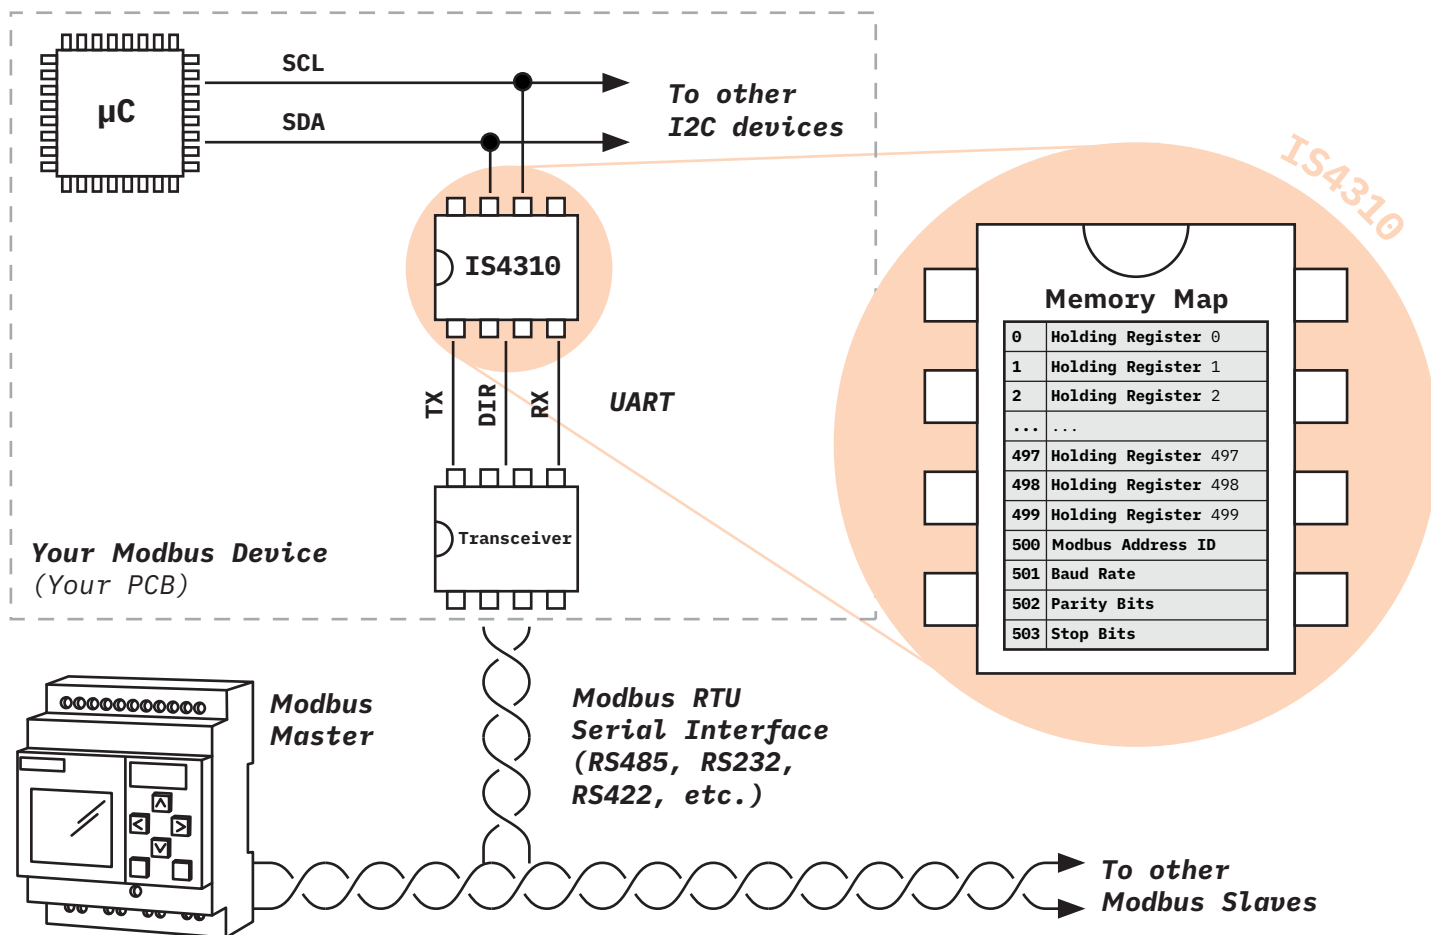 SCL
µC
SDA
To other
I2C devices
IS4310
IS4310
Memory Map
0 Holding Register 0
1 Holding Register 1
2 Holding Register 2
... ...
497 Holding Register 497
498 Holding Register 498
499 Holding Register 499
500 Modbus Address ID
501 Baud Rate
502 Parity Bits
503 Stop Bits
TX
DIR
RX
UART
Transceiver
Your Modbus Device
(Your PCB)
Modbus
Master
Modbus RTU
Serial Interface
(RS485, RS232,
RS422, etc.)
To other
Modbus Slaves